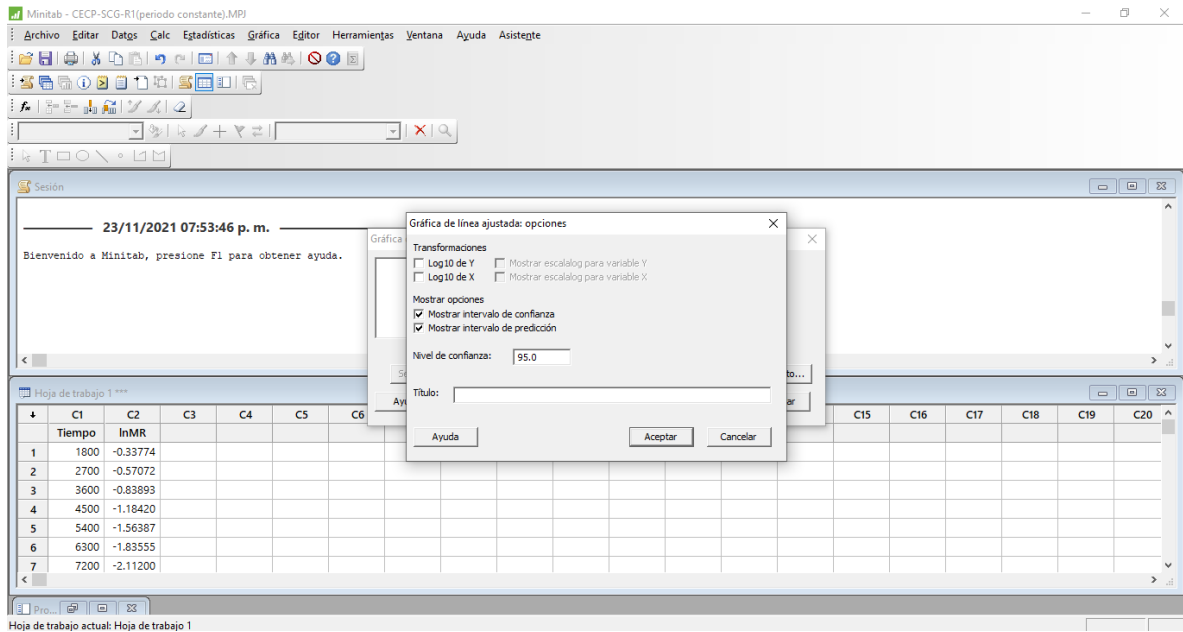 Minitab - CECP-SCG-R1(periodo constante).MPJ
Archivo Editar Datos Calc Estadísticas Gráfica Editor Herramientas Ventana Ayuda Asistente
Sesión
23/11/2021 07:53:46 p. m.
Bienvenido a Minitab, presione F1 para obtener ayuda.
Gráfica
Gráfica de línea ajustada: opciones
Transformaciones
Log10 de Y Mostrar escalalog para variable Y
Log10 de X Mostrar escalalog para variable X
Mostrar opciones
Mostrar intervalo de confianza
Mostrar intervalo de predicción
Nivel de confianza: 95.0
Título:
Ayuda Aceptar Cancelar
Se
to...
Ay
ar
Hoja de trabajo 1 ***
C1 C2 C3 C4 C5 C6 C15 C16 C17 C18 C19 C20
Tiempo lnMR
1 1800 -0.33774
2 2700 -0.57072
3 3600 -0.83893
4 4500 -1.18420
5 5400 -1.56387
6 6300 -1.83555
7 7200 -2.11200
Pro...
Hoja de trabajo actual: Hoja de trabajo 1